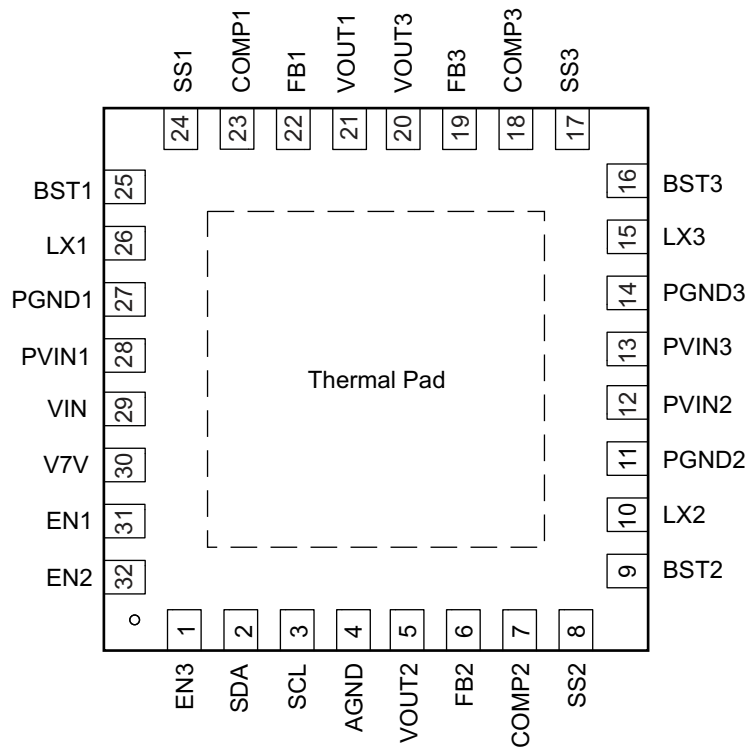 SS1
COMP1
FB1
VOUT1
VOUT3
FB3
COMP3
SS3
24
23
22
21
20
19
18
17
BST1 25
LX1 26
PGND1 27
PVIN1 28
VIN 29
V7V 30
EN1 31
EN2 32
Thermal Pad
16 BST3
15 LX3
14 PGND3
13 PVIN3
12 PVIN2
11 PGND2
10 LX2
9 BST2
1
2
3
4
5
6
7
8
EN3
SDA
SCL
AGND
VOUT2
FB2
COMP2
SS2